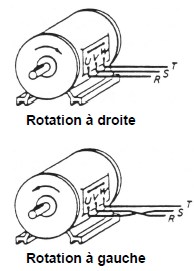 U V W
T
S
R
Rotation à droite
U V W
T
S
R
Rotation à gauche